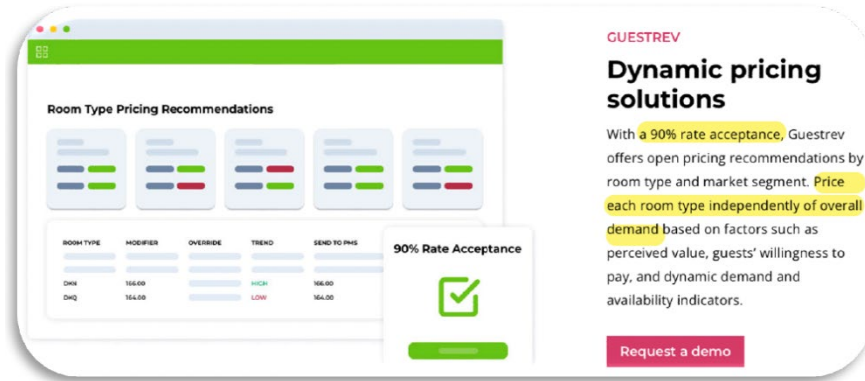 GUESTREV
Dynamic pricing
solutions
With a 90% rate acceptance, Guestrev
offers open pricing recommendations by
room type and market segment. Price
each room type independently of overall
demand based on factors such as
perceived value, guests' willingness to
pay, and dynamic demand and
availability indicators.
Request a demo
Room Type Pricing Recommendations
ROOM TYPE MODIFIER OVERRIDE TREND SEND TO PMS
DKN 166.00 HIGH 166.00
DKQ 164.00 LOW 164.00
90% Rate Acceptance